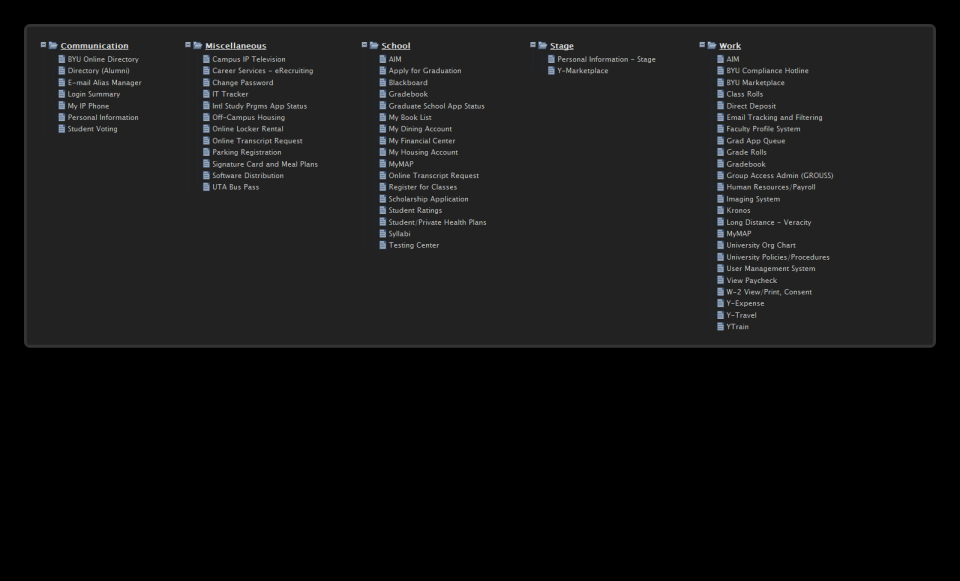 Communication
BYU Online Directory
Directory (Alumni)
E-mail Alias Manager
Login Summary
My IP Phone
Personal Information
Student Voting
Miscellaneous
Campus IP Television
Career Services - eRecruiting
Change Password
IT Tracker
Intl Study Prgms App Status
Off-Campus Housing
Online Locker Rental
Online Transcript Request
Parking Registration
Signature Card and Meal Plans
Software Distribution
UTA Bus Pass
School
AIM
Apply for Graduation
Blackboard
Gradebook
Graduate School App Status
My Book List
My Dining Account
My Financial Center
My Housing Account
MyMAP
Online Transcript Request
Register for Classes
Scholarship Application
Student Ratings
Student/Private Health Plans
Syllabi
Testing Center
Stage
Personal Information - Stage
Y-Marketplace
Work
AIM
BYU Compliance Hotline
BYU Marketplace
Class Rolls
Direct Deposit
Email Tracking and Filtering
Faculty Profile System
Grad App Queue
Grade Rolls
Gradebook
Group Access Admin (GROUSS)
Human Resources/Payroll
Imaging System
Kronos
Long Distance - Veracity
MyMAP
University Org Chart
University Policies/Procedures
User Management System
View Paycheck
W-2 View/Print, Consent
Y-Expense
Y-Travel
YTrain